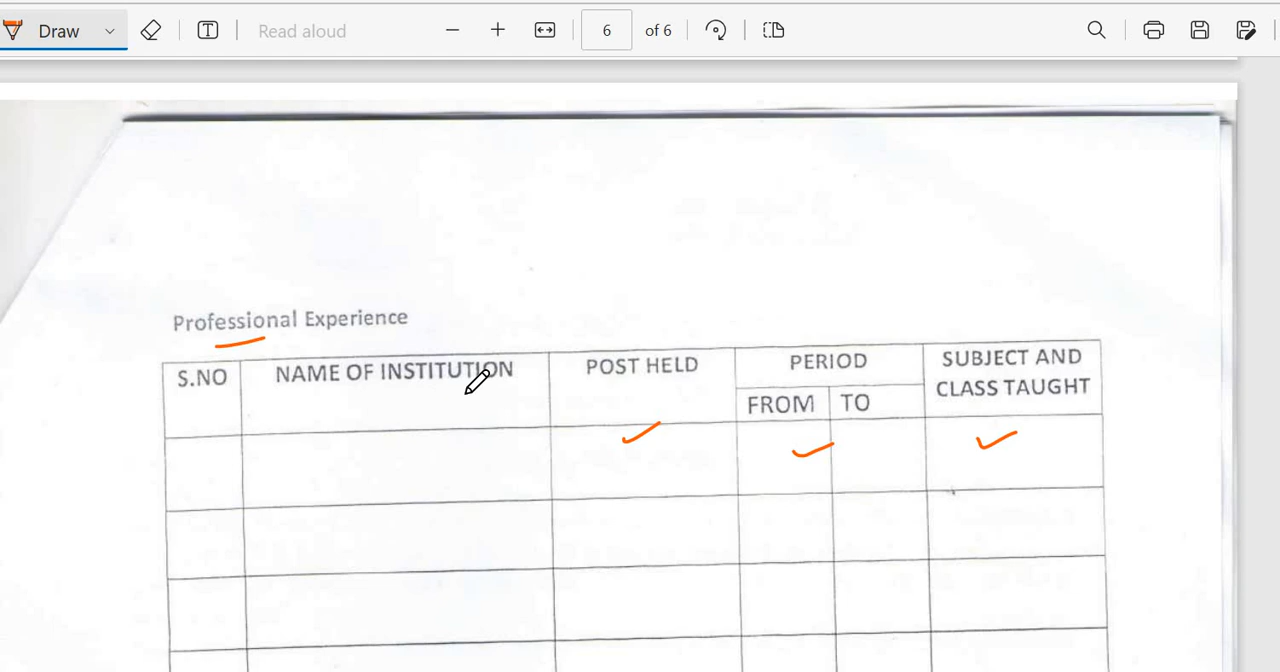 Draw
Read aloud
6 of 6
Professional Experience
S.NO NAME OF INSTITUTION POST HELD PERIOD SUBJECT AND CLASS TAUGHT
FROM TO